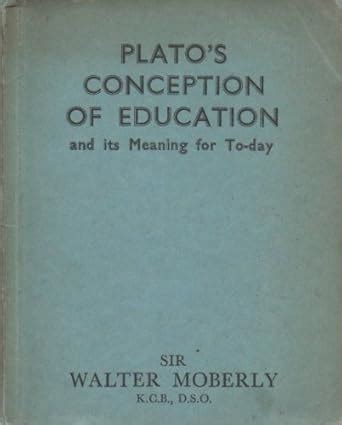 PLATO'S
CONCEPTION
OF EDUCATION
and its Meaning for To-day
SIR
WALTER MOBERLY
K.C.B., D.S.O.